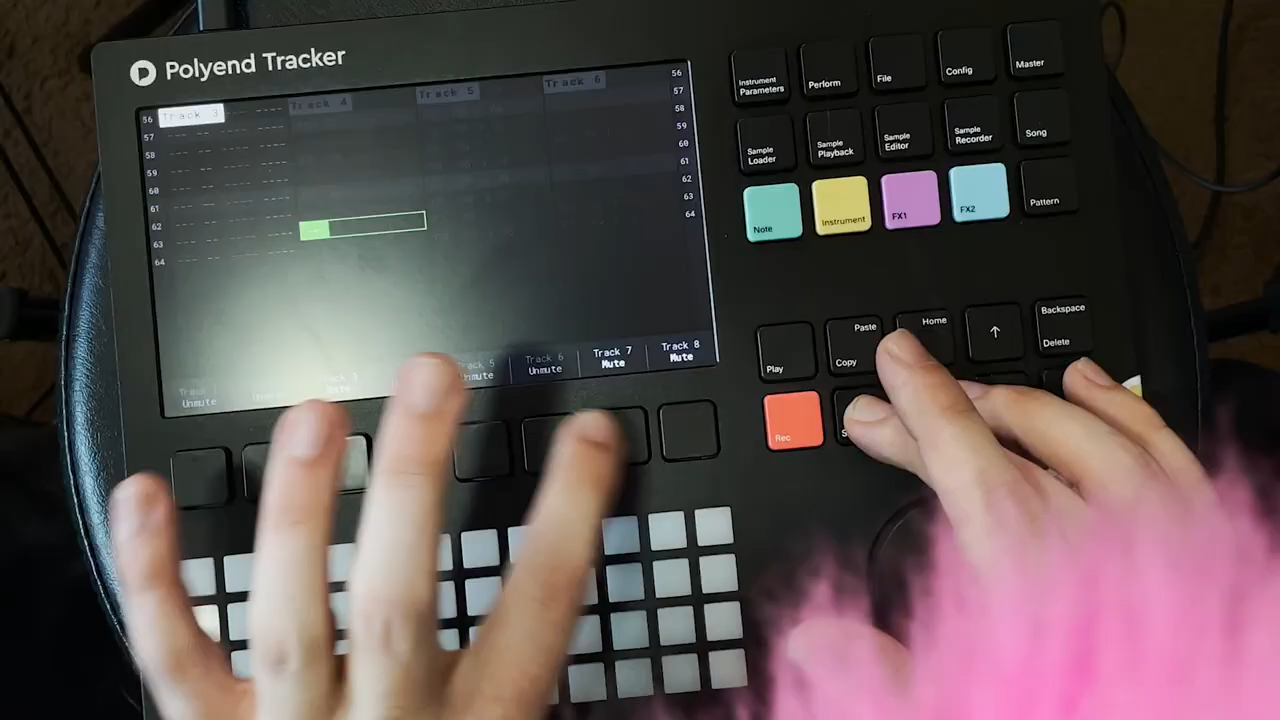 Polyend Tracker
Track 3
Track 4
Track 5
Track 6
56
57
58
59
60
61
62
63
64
56
57
58
59
60
61
62
63
64
Unmute
Track 6
Unmute
Track 7
Mute
Track 8
Mute
Instrument
Parameters
Perform
File
Config
Master
Sample
Loader
Sample
Playback
Sample
Editor
Sample
Recorder
Song
Note
Instrument
FX1
FX2
Pattern
Play
Paste
Copy
Home
↑
Backspace
Delete
Rec